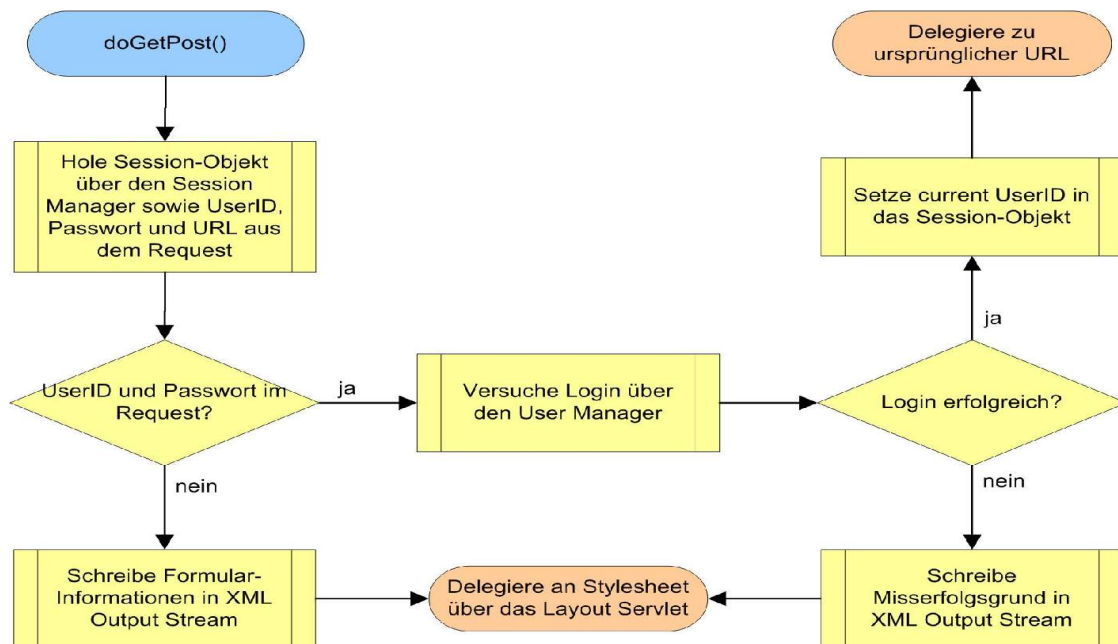 doGetPost()
Hole Session-Objekt
über den Session
Manager sowie UserID,
Passwort und URL aus
dem Request
UserID und Passwort im
Request?
ja
nein
Schreibe Formular-
Informationen in XML
Output Stream
Versuche Login über
den User Manager
Login erfolgreich?
ja
nein
Setze current UserID in
das Session-Objekt
Delegiere zu
ursprünglicher URL
Schreibe
Misserfolgsgrund in
XML Output Stream
Delegiere an Stylesheet
über das Layout Servlet